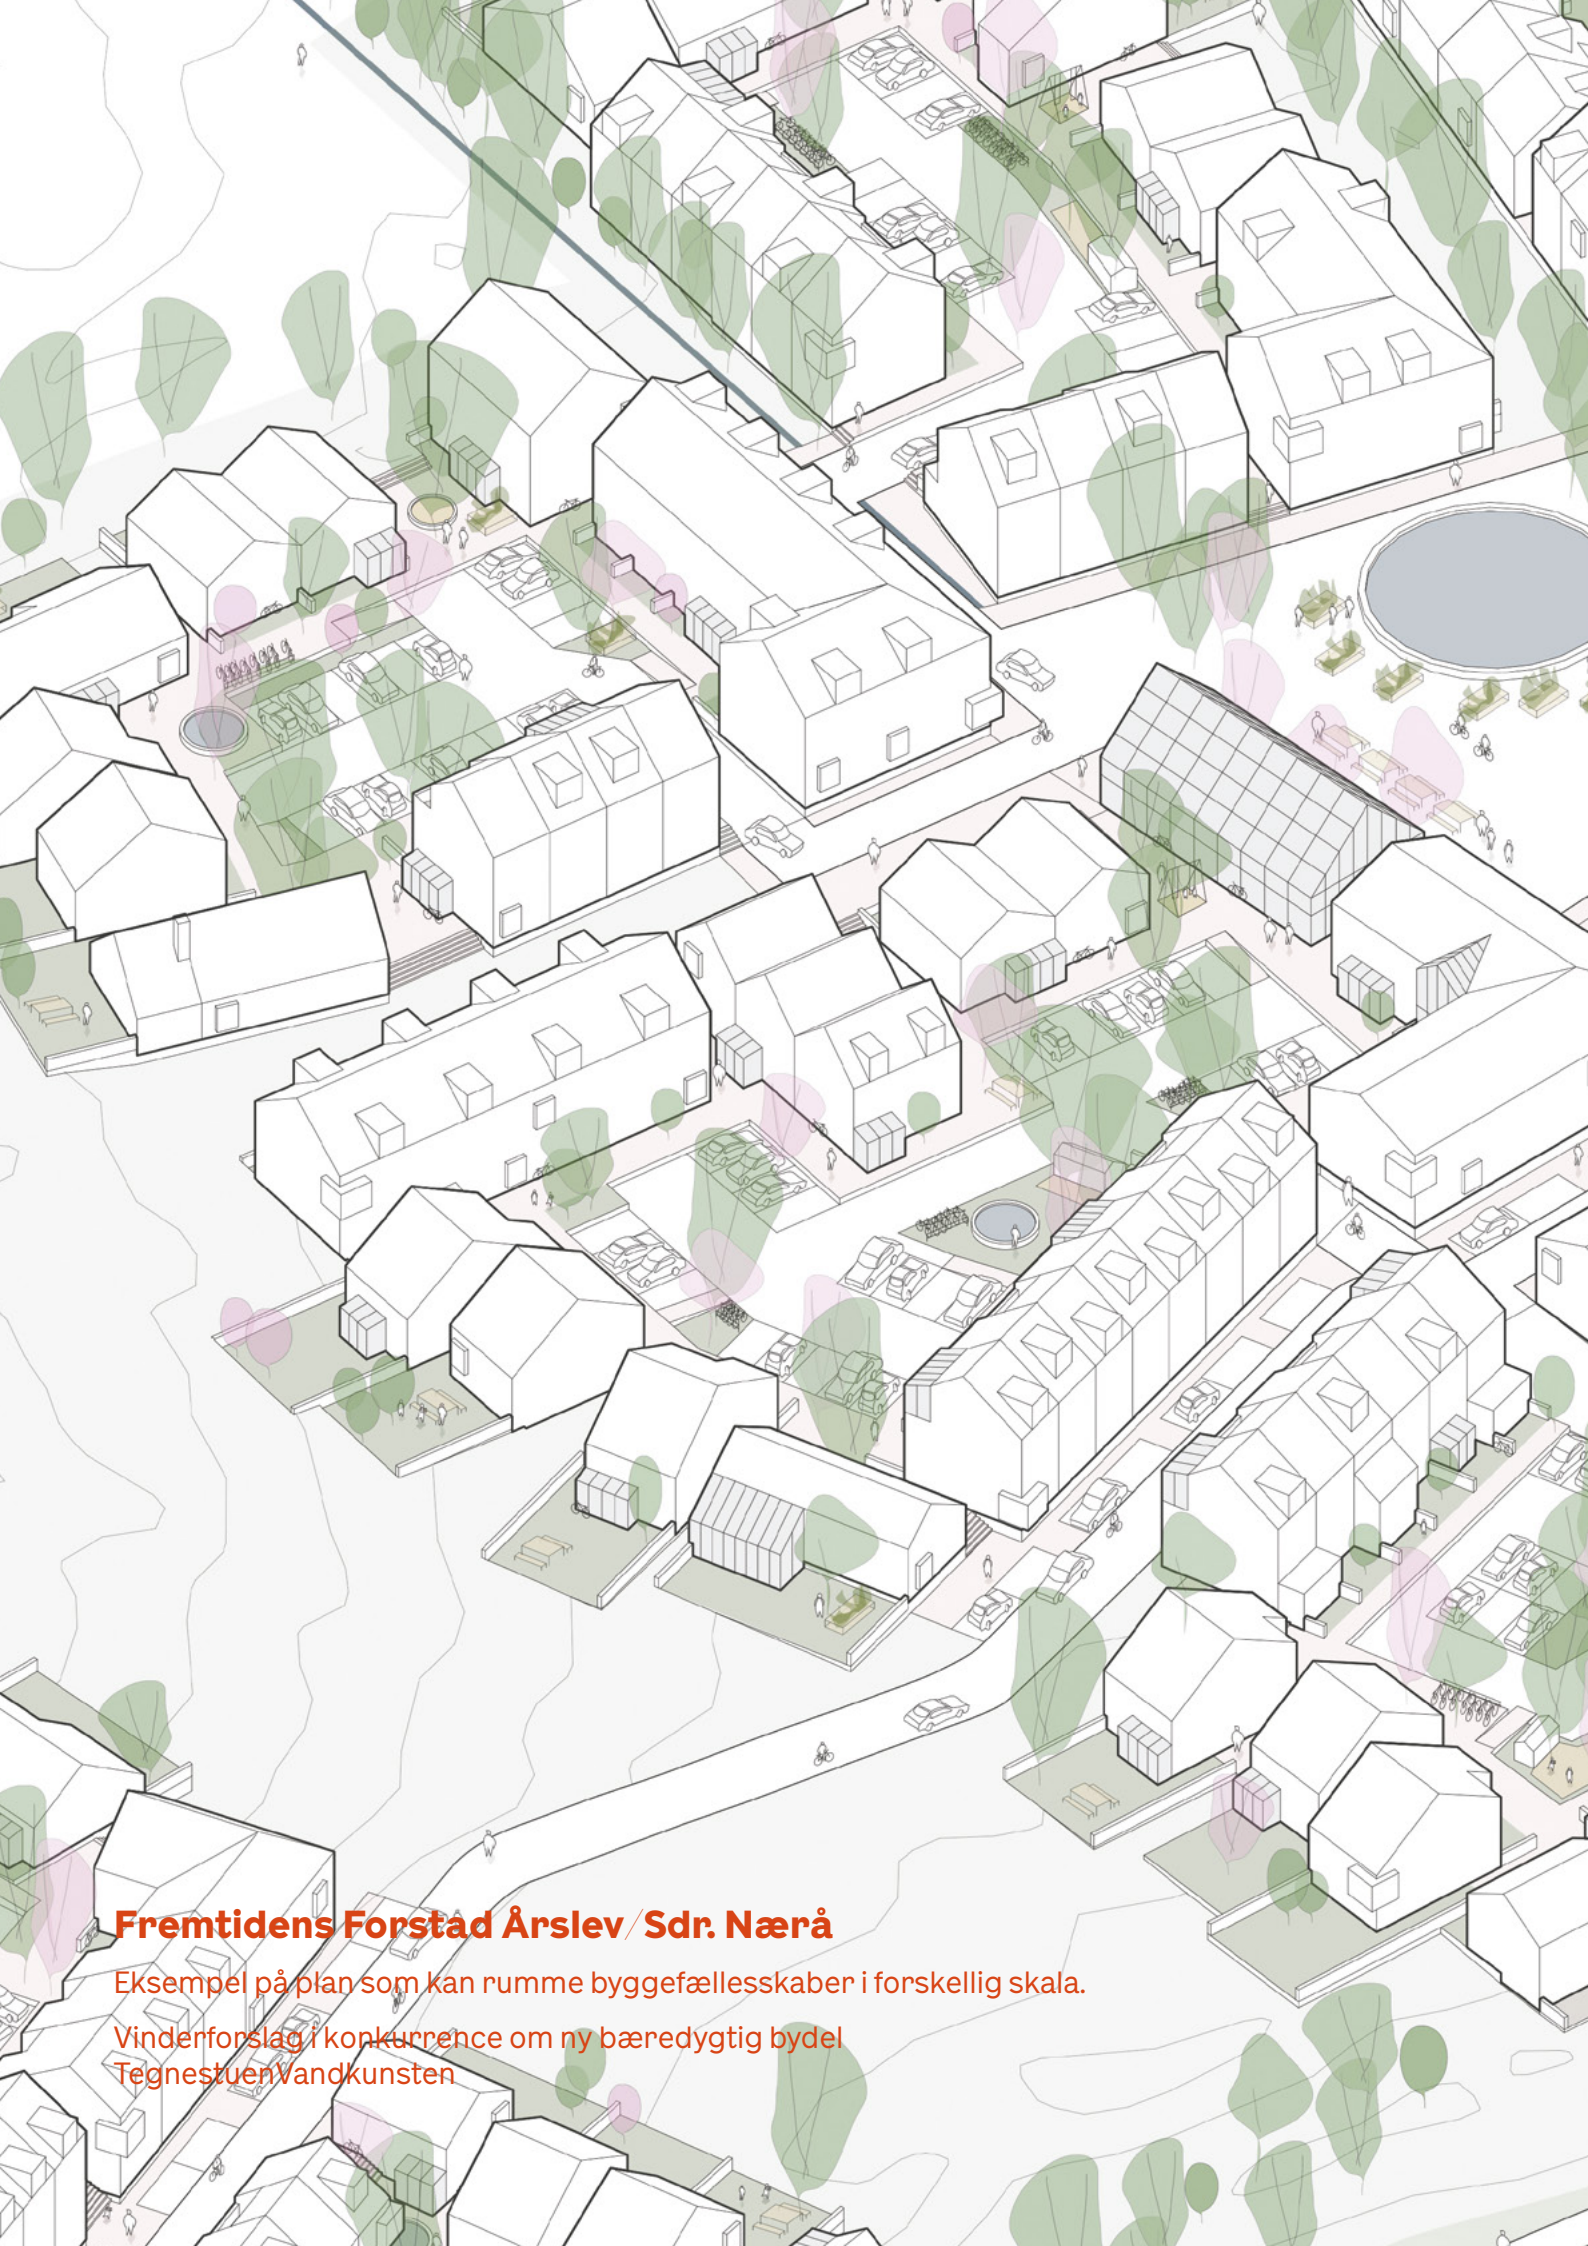 Fremtidens Forstad Årslev/Sdr. Nærå
Eksempel på plan som kan rumme byggefællesskaber i forskellig skala.
Vinderforslag i konkurrence om ny bæredygtig bydel
TegnestuenVandkunsten